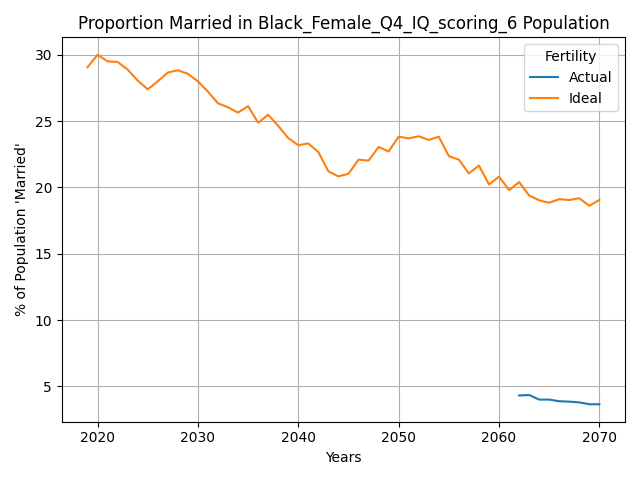 Proportion Married in Black_Female_Q4_IQ_scoring_6 Population
Fertility
Actual
Ideal
% of Population 'Married'
30
25
20
15
10
5
2020
2030
2040
2050
2060
2070
Years